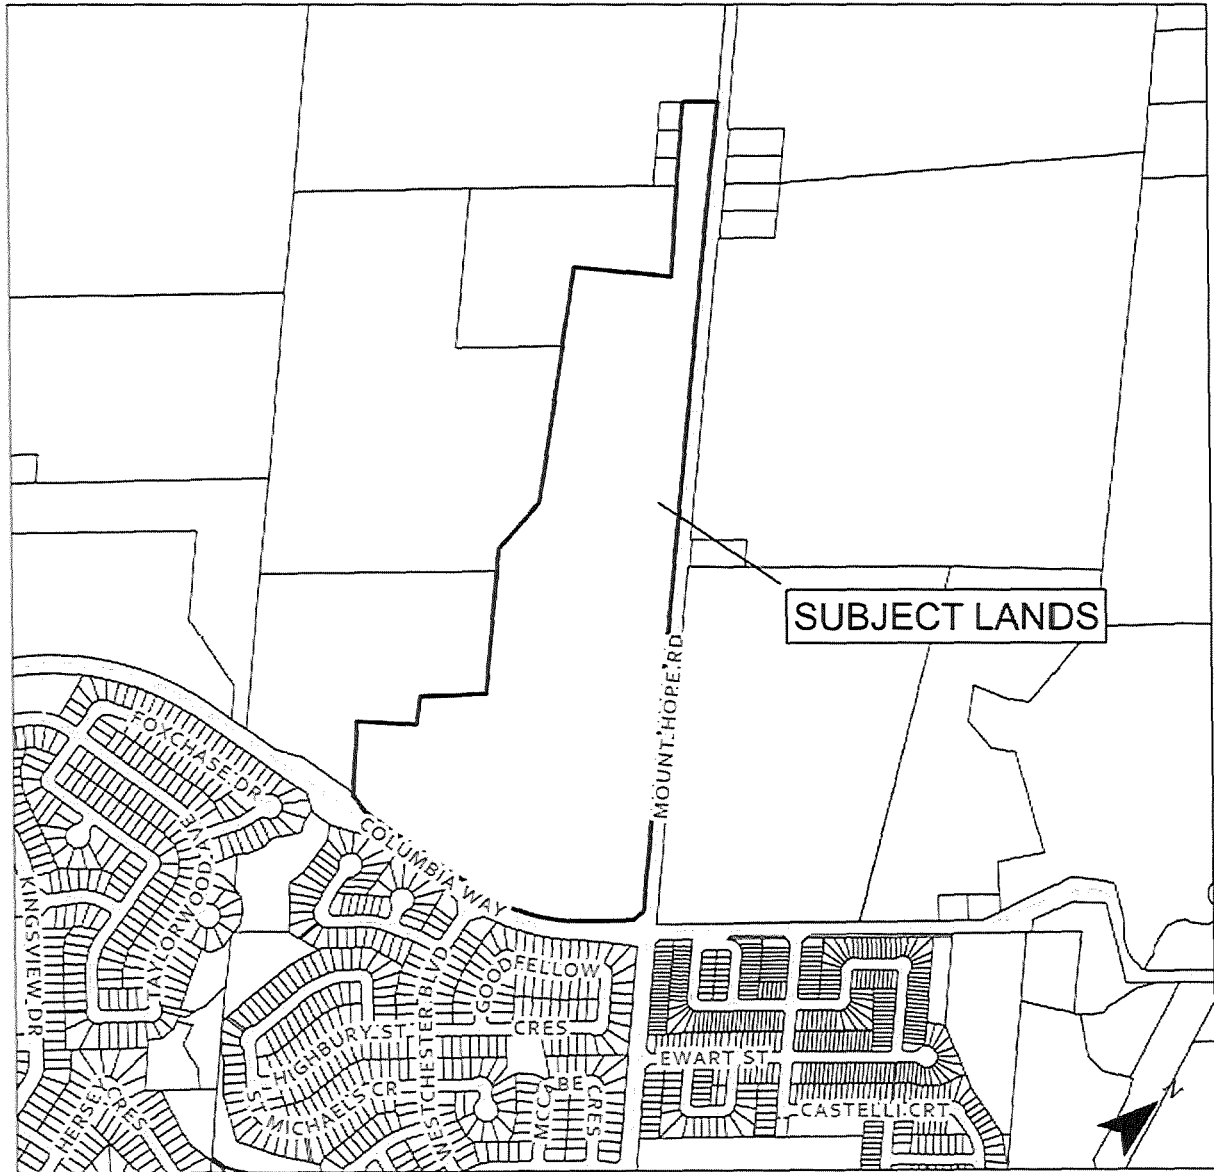 SUBJECT LANDS
MOUNT HOPE RD
FOXCHASE DR
COLUMBIA WAY
TAYLORWOOD AVE
KINGSVIEW DR
GOODFELLOW
CRES
WESTCHESTER BLVD
HIGHBURY ST
EWART ST
ST MICHAELS CR
MCCABE
CRES
CASTELLI CRT
HERSEY
CRES
N